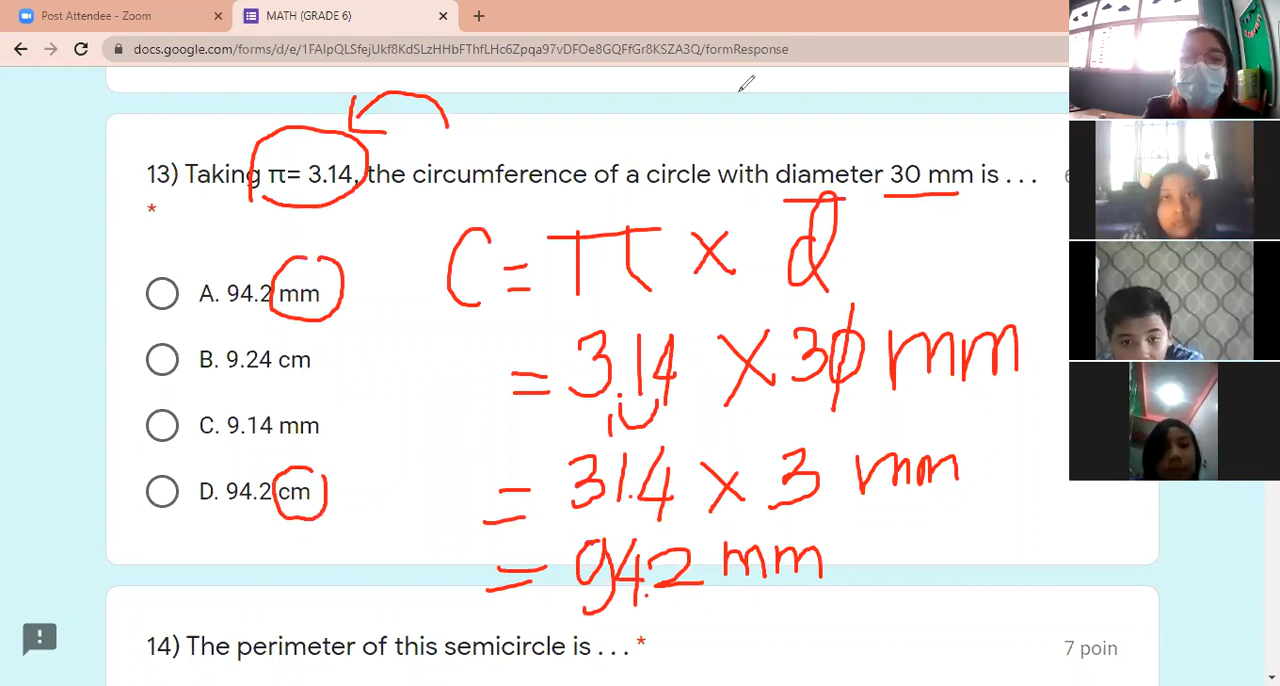 Post Attendee - Zoom
MATH (GRADE 6)
docs.google.com/forms/d/e/1FAIpQLSfejUkf8KdSLzHHbFThfLHc6Zpqa97vDFOe8GQFfGr8KSZA3Q/formResponse
13) Taking π= 3.14, the circumference of a circle with diameter 30 mm is . . .
*
C = π × d
A. 94.2 mm
= 3.14 × 30 mm
B. 9.24 cm
C. 9.14 mm
= 31.4 × 3 mm
D. 94.2 cm
= 94.2 mm
14) The perimeter of this semicircle is . . . *
7 poin